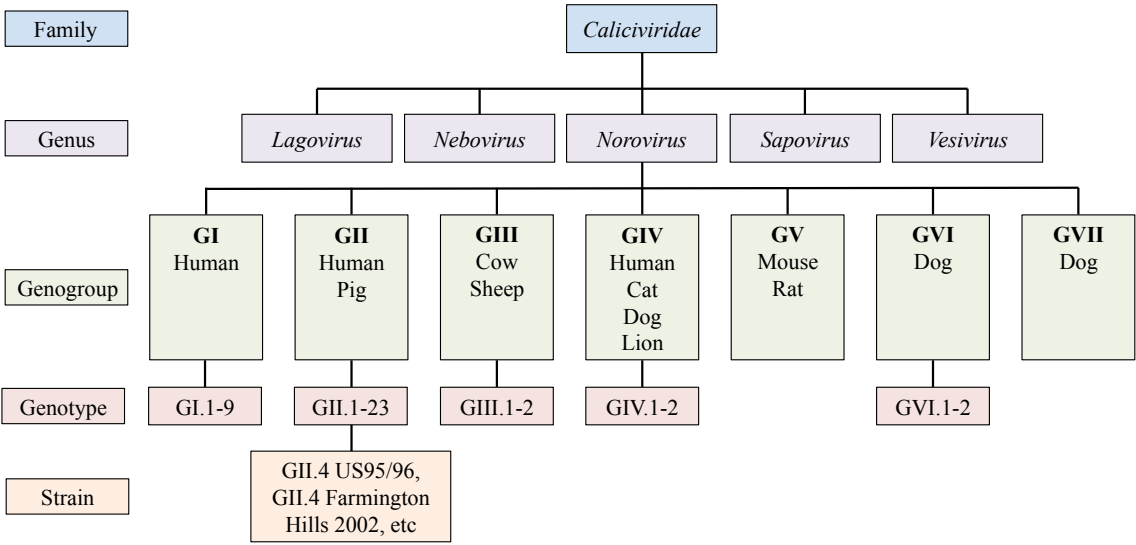 Family
Caliciviridae
Genus
Lagovirus
Nebovirus
Norovirus
Sapovirus
Vesivirus
Genogroup
GI
Human
GII
Human
Pig
GIII
Cow
Sheep
GIV
Human
Cat
Dog
Lion
GV
Mouse
Rat
GVI
Dog
GVII
Dog
Genotype
GI.1-9
GII.1-23
GIII.1-2
GIV.1-2
GVI.1-2
Strain
GII.4 US95/96,
GII.4 Farmington
Hills 2002, etc